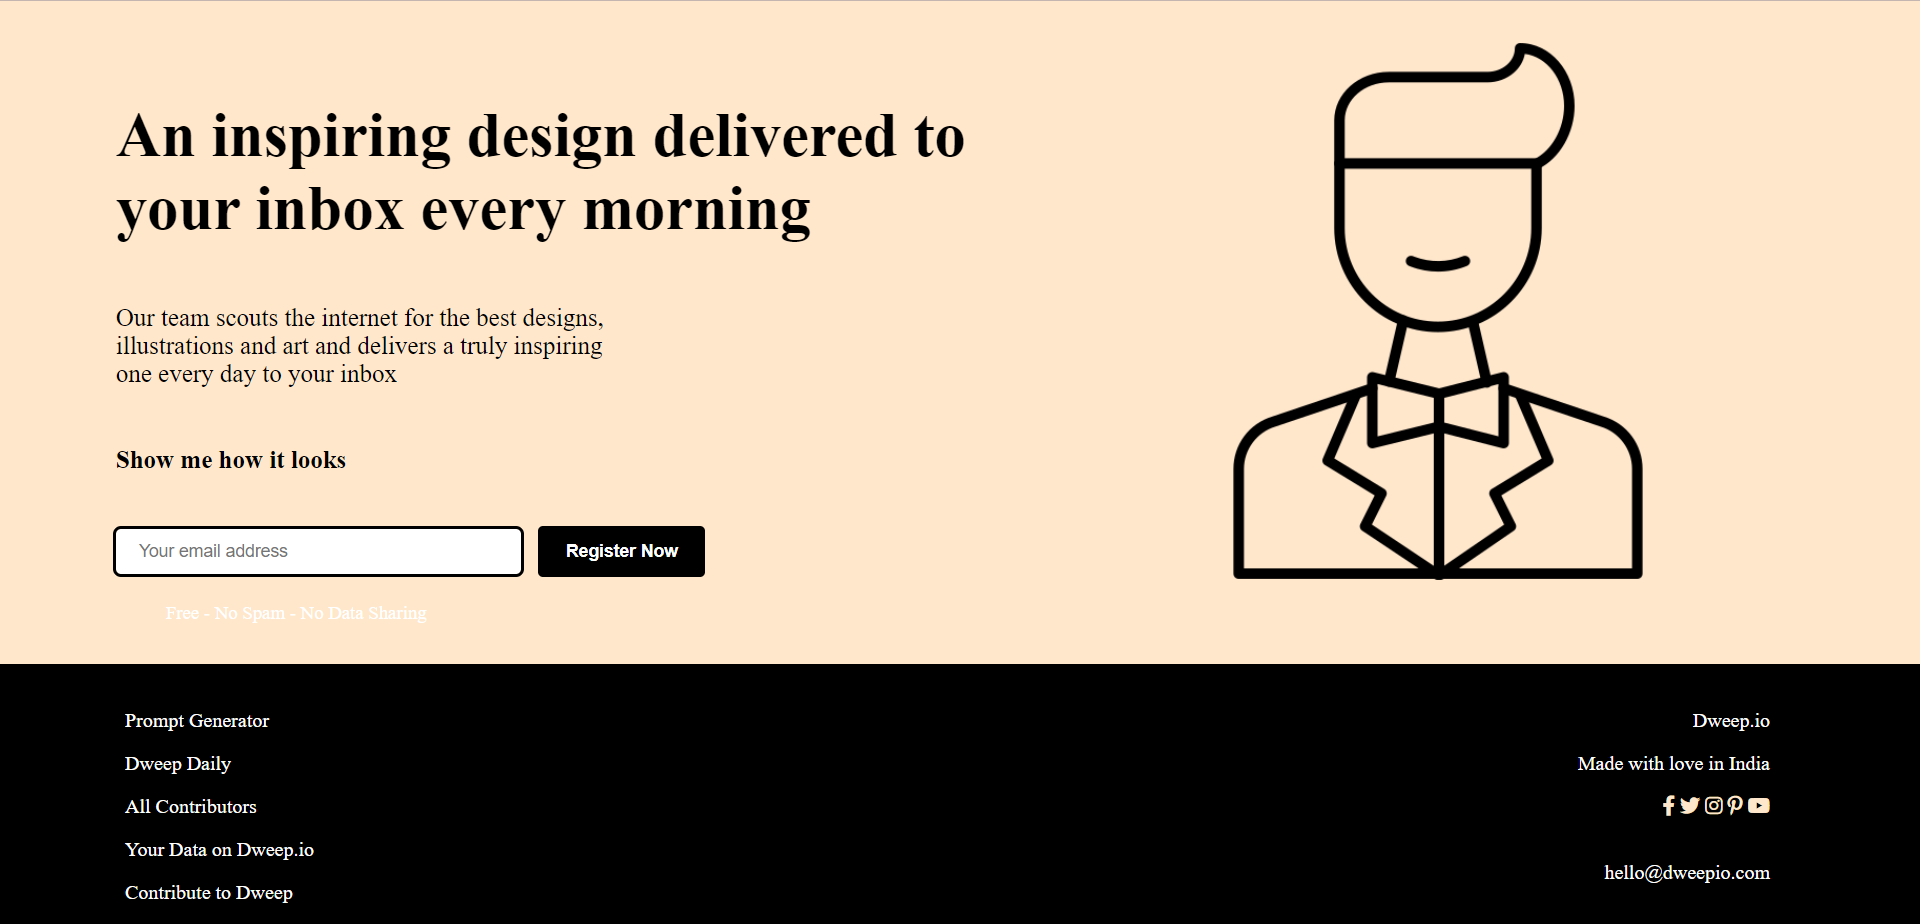 An inspiring design delivered to
your inbox every morning
Our team scouts the internet for the best designs,
illustrations and art and delivers a truly inspiring
one every day to your inbox
Show me how it looks
Your email address
Register Now
Free - No Spam - No Data Sharing
Prompt Generator
Dweep Daily
All Contributors
Your Data on Dweep.io
Contribute to Dweep
Dweep.io
Made with love in India
hello@dweepio.com